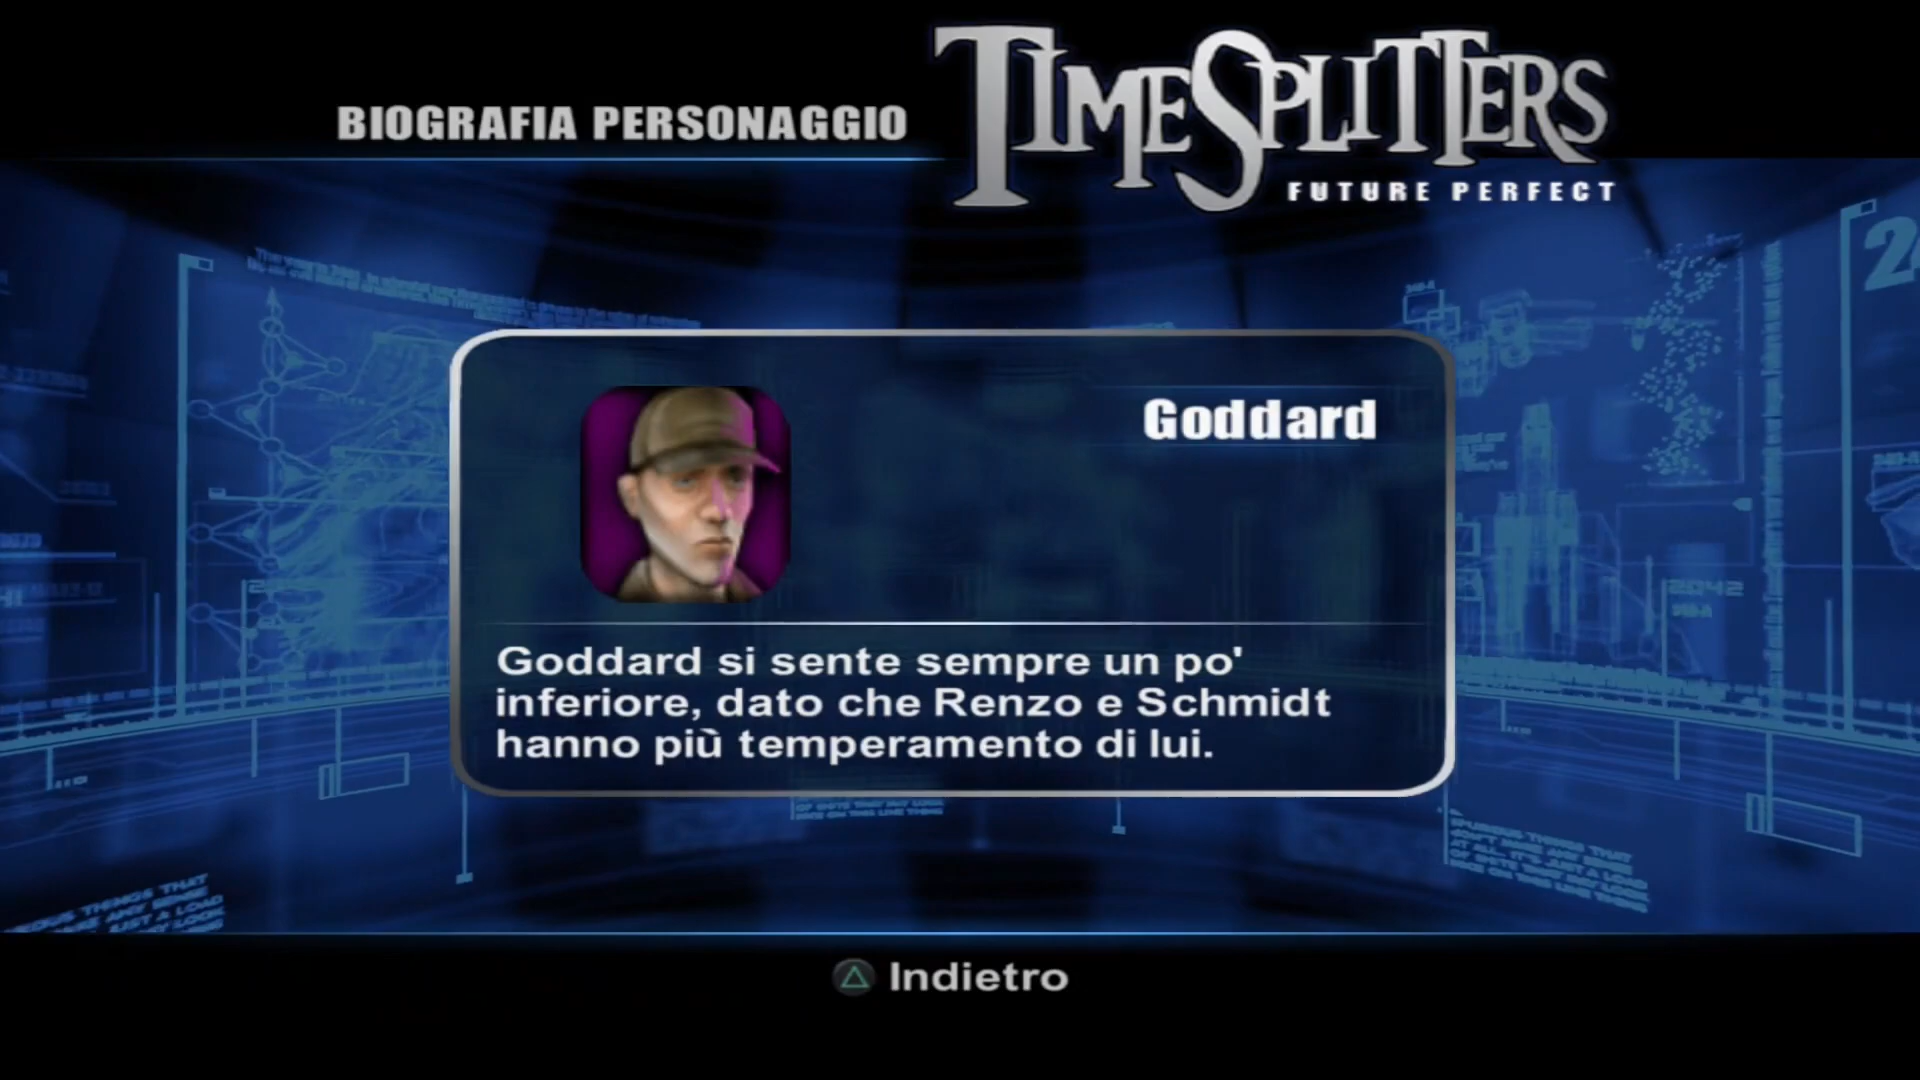 BIOGRAFIA PERSONAGGIO
TIMESPLITTERS
FUTURE PERFECT
Goddard
Goddard si sente sempre un po'
inferiore, dato che Renzo e Schmidt
hanno più temperamento di lui.
2042
Indietro